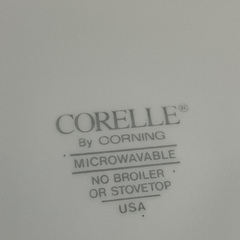 CORELLE®
By CORNING
MICROWAVABLE
NO BROILER
OR STOVETOP
USA